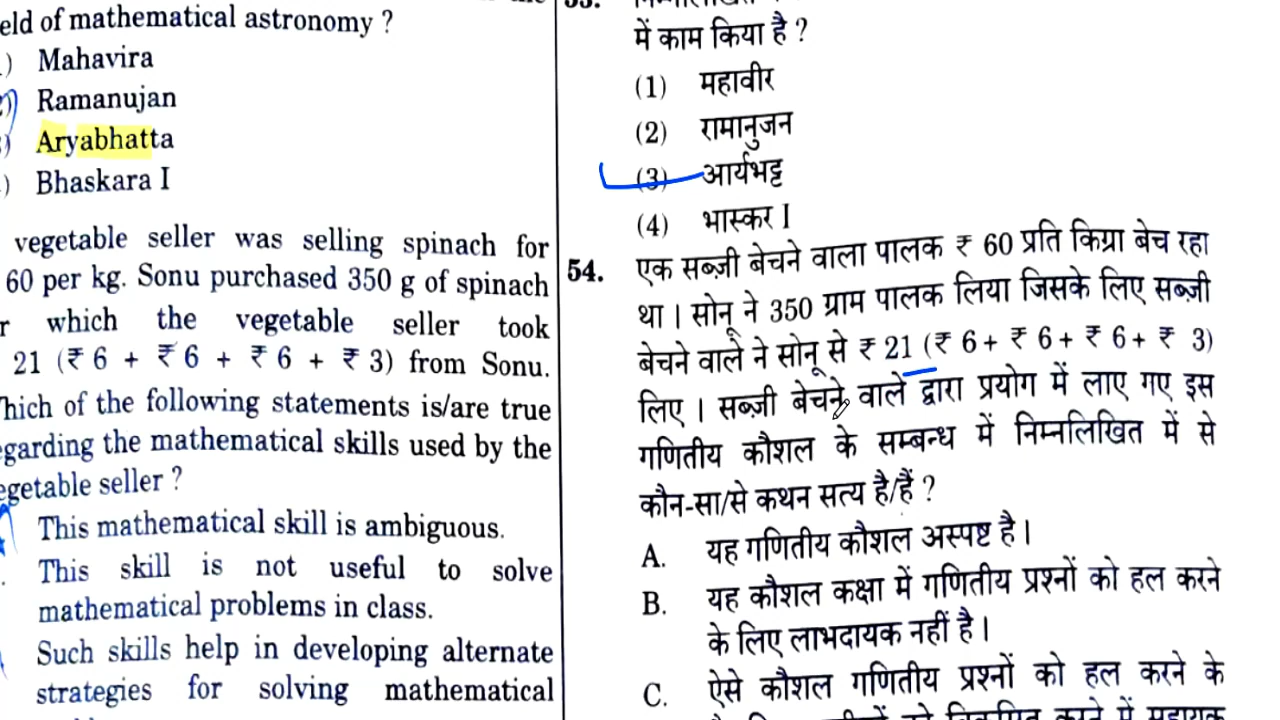 eld of mathematical astronomy ?
) Mahavira
) Ramanujan
) Aryabhatta
) Bhaskara I
vegetable seller was selling spinach for
60 per kg. Sonu purchased 350 g of spinach
r which the vegetable seller took
21 (₹ 6 + ₹ 6 + ₹ 6 + ₹ 3) from Sonu.
hich of the following statements is/are true
garding the mathematical skills used by the
egetable seller ?
This mathematical skill is ambiguous.
. This skill is not useful to solve
mathematical problems in class.
Such skills help in developing alternate
strategies for solving mathematical
में काम किया है ?
(1) महावीर
(2) रामानुजन
(3) आर्यभट्ट
(4) भास्कर I
54. एक सब्ज़ी बेचने वाला पालक ₹ 60 प्रति किग्रा बेच रहा
था । सोनू ने 350 ग्राम पालक लिया जिसके लिए सब्ज़ी
बेचने वाले ने सोनू से ₹ 21 (₹ 6 + ₹ 6 + ₹ 6 + ₹ 3)
लिए । सब्ज़ी बेचने वाले द्वारा प्रयोग में लाए गए इस
गणितीय कौशल के सम्बन्ध में निम्नलिखित में से
कौन-सा/से कथन सत्य है/हैं ?
A. यह गणितीय कौशल अस्पष्ट है ।
B. यह कौशल कक्षा में गणितीय प्रश्नों को हल करने
के लिए लाभदायक नहीं है ।
C. ऐसे कौशल गणितीय प्रश्नों को हल करने के